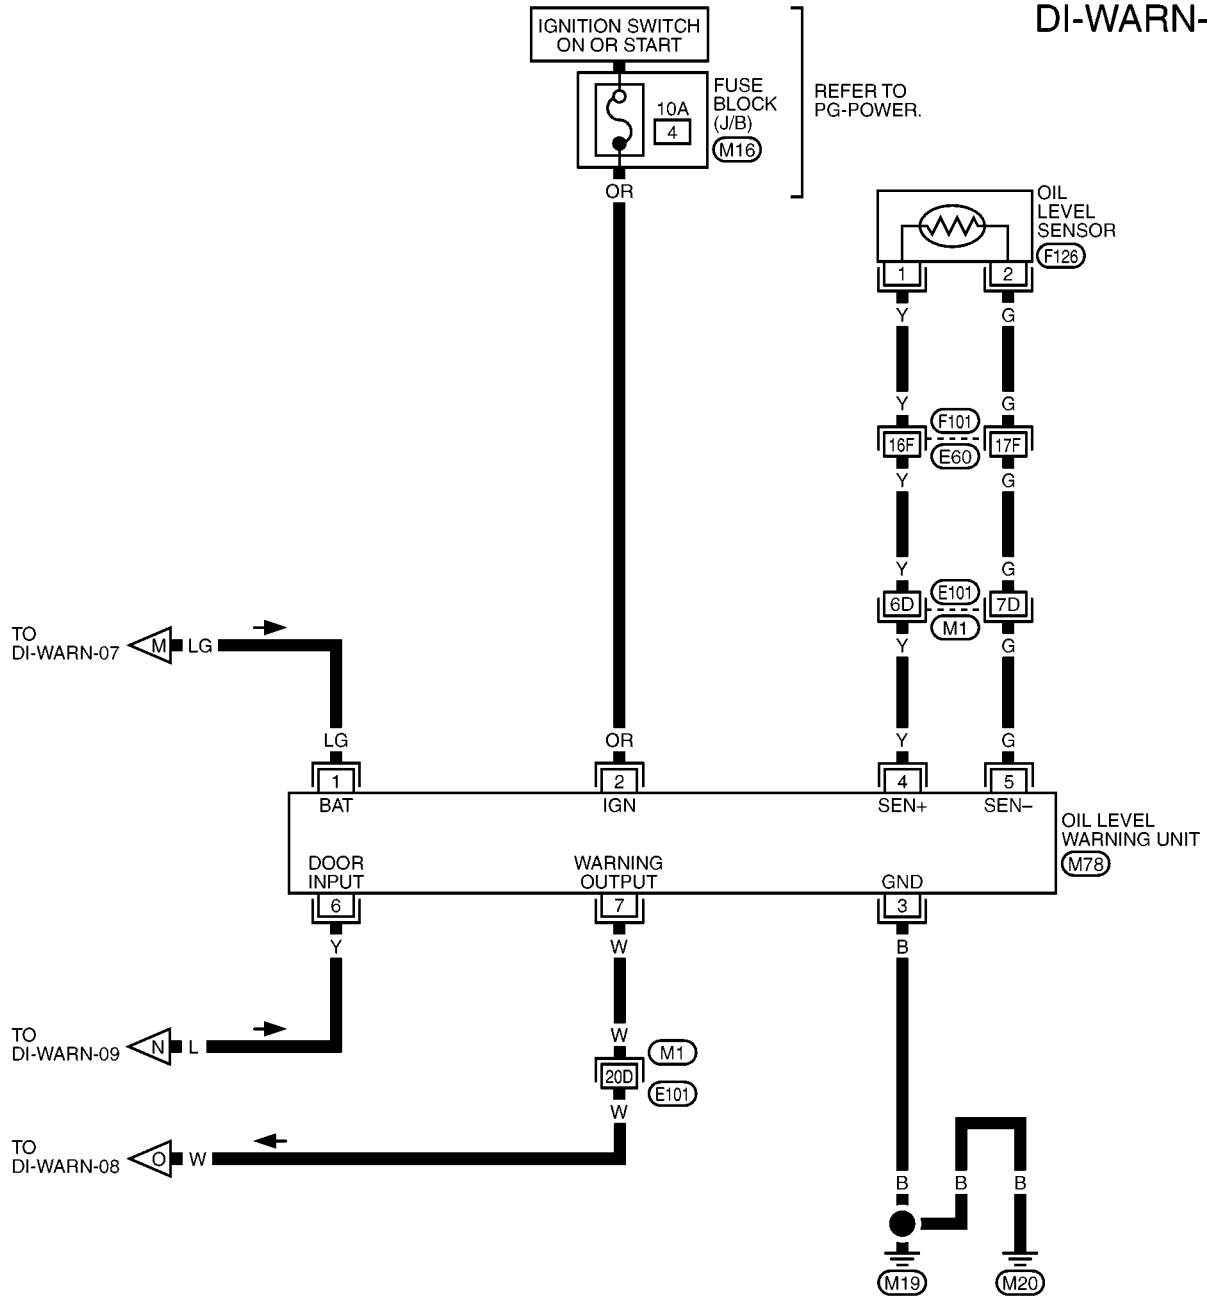 DI-WARN-
IGNITION SWITCH
ON OR START
FUSE
BLOCK
(J/B)
M16
10A
4
REFER TO
PG-POWER.
OR
OIL
LEVEL
SENSOR
F126
1
2
Y
G
Y
G
F101
16F
17F
E60
Y
G
Y
G
E101
6D
7D
M1
Y
G
TO
DI-WARN-07
M
LG
LG
OR
Y
G
1
2
4
5
BAT
IGN
SEN+
SEN–
OIL LEVEL
WARNING UNIT
M78
DOOR
INPUT
WARNING
OUTPUT
GND
6
7
3
Y
W
B
TO
DI-WARN-09
N
L
W
M1
20D
E101
W
TO
DI-WARN-08
O
W
B
B
B
M19
M20